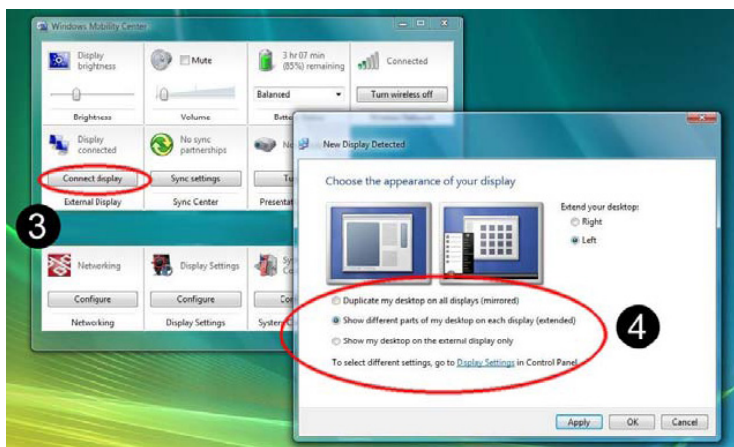 Windows Mobility Center
Display brightness
Mute
3 hr 07 min (85%) remaining
Connected
Balanced
Turn wireless off
Brightness
Volume
Display connected
No sync partnerships
Connect display
Sync settings
External Display
Sync Center
3
Networking
Display Settings
Configure
Configure
Networking
Display Settings
New Display Detected
Choose the appearance of your display
Extend your desktop:
Right
Left
Duplicate my desktop on all displays (mirrored)
Show different parts of my desktop on each display (extended)
Show my desktop on the external display only
4
To select different settings, go to Display Settings in Control Panel.
Apply
OK
Cancel